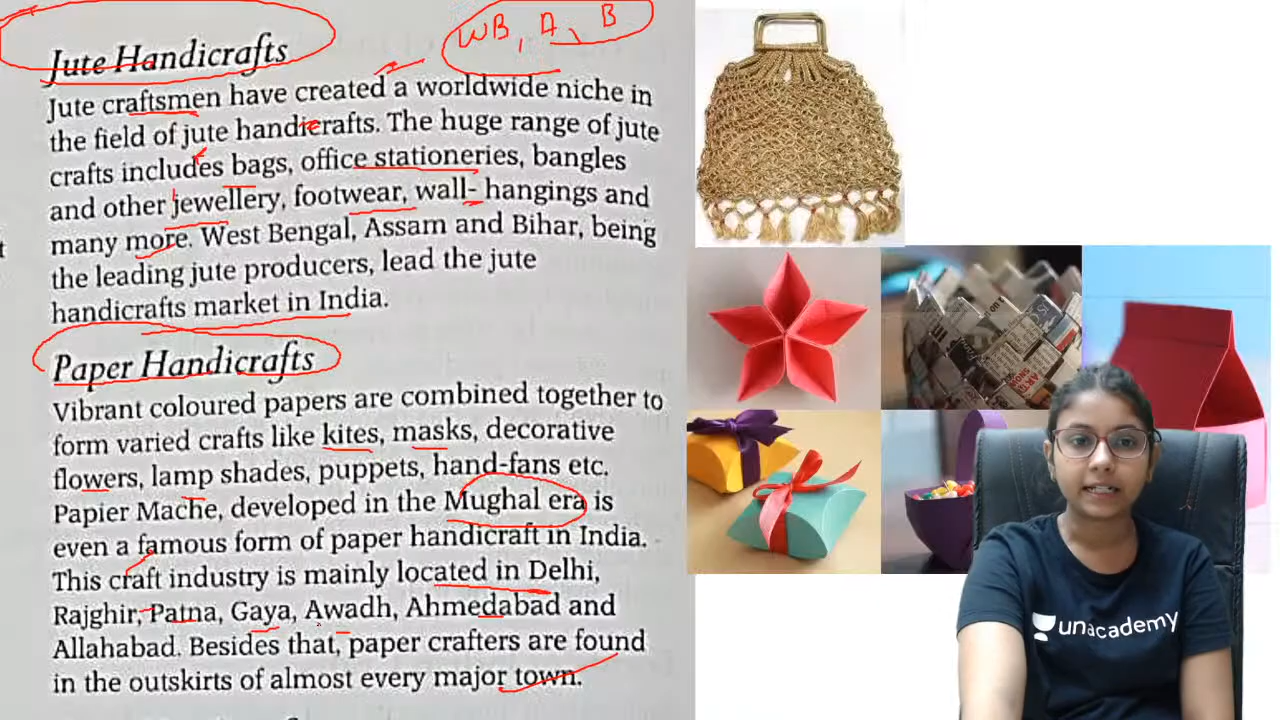 WB, A, B
Jute Handicrafts
Jute craftsmen have created a worldwide niche in
the field of jute handicrafts. The huge range of jute
crafts includes bags, office stationeries, bangles
and other jewellery, footwear, wall- hangings and
many more. West Bengal, Assam and Bihar, being
the leading jute producers, lead the jute
handicrafts market in India.
Paper Handicrafts
Vibrant coloured papers are combined together to
form varied crafts like kites, masks, decorative
flowers, lamp shades, puppets, hand-fans etc.
Papier Mache, developed in the Mughal era is
even a famous form of paper handicraft in India.
This craft industry is mainly located in Delhi,
Rajghir, Patna, Gaya, Awadh, Ahmedabad and
Allahabad. Besides that, paper crafters are found
in the outskirts of almost every major town.
unacademy